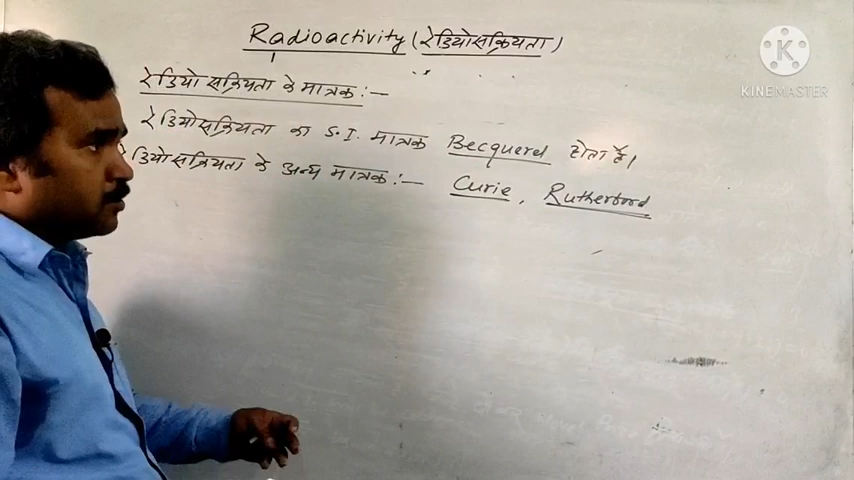 Radioactivity (रेडियोसक्रियता)
रेडियो सक्रियता के मात्रक :-
रेडियोसक्रियता का S.I. मात्रक Becquerel होता है।
रेडियोसक्रियता के अन्य मात्रक :- Curie, Rutherford
K
KINEMASTER